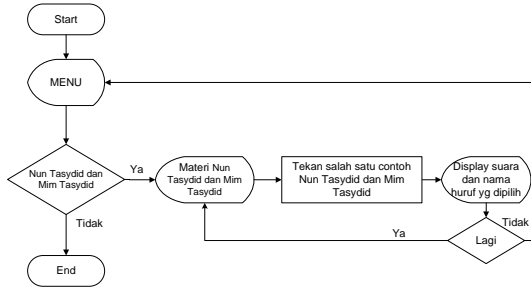 Start
MENU
Nun Tasydid dan
Mim Tasydid
Ya
Tidak
End
Materi Nun
Tasydid dan Mim
Tasydid
Tekan salah satu contoh
Nun Tasydid dan Mim
Tasydid
Display suara
dan nama
huruf yg dipilih
Ya
Lagi
Tidak